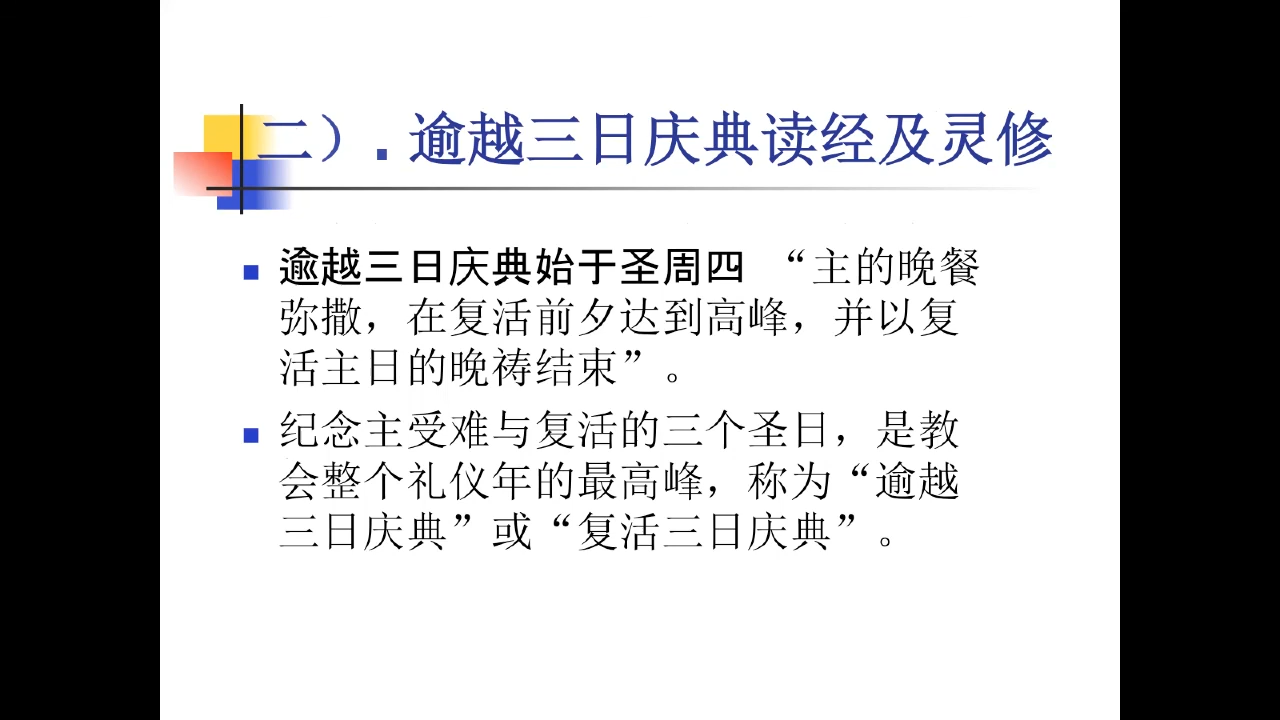 二）. 逾越三日庆典读经及灵修
逾越三日庆典始于圣周四 “主的晚餐
弥撒，在复活前夕达到高峰，并以复
活主日的晚祷结束”。
纪念主受难与复活的三个圣日，是教
会整个礼仪年的最高峰，称为“逾越
三日庆典”或“复活三日庆典”。